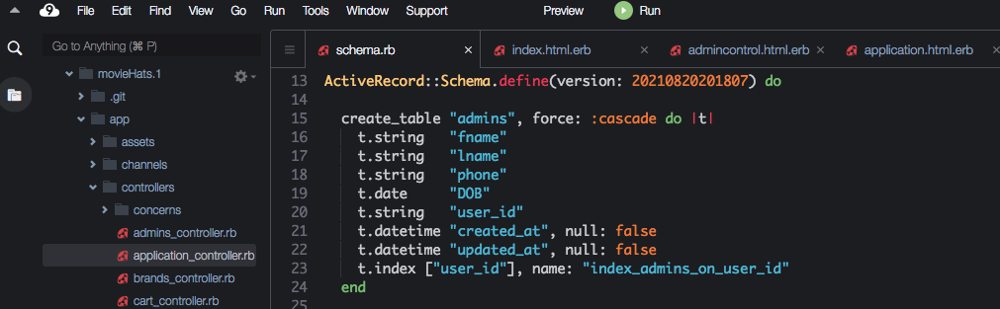 9 File Edit Find View Go Run Tools Window Support Preview Run
Go to Anything (⌘ P)
movieHats.1
.git
app
assets
channels
controllers
concerns
admins_controller.rb
application_controller.rb
brands_controller.rb
cart_controller.rb
schema.rb × index.html.erb × admincontrol.html.erb × application.html.erb ×
13 ActiveRecord::Schema.define(version: 20210820201807) do
14
15 create_table "admins", force: :cascade do |t|
16 t.string "fname"
17 t.string "lname"
18 t.string "phone"
19 t.date "DOB"
20 t.string "user_id"
21 t.datetime "created_at", null: false
22 t.datetime "updated_at", null: false
23 t.index ["user_id"], name: "index_admins_on_user_id"
24 end
25